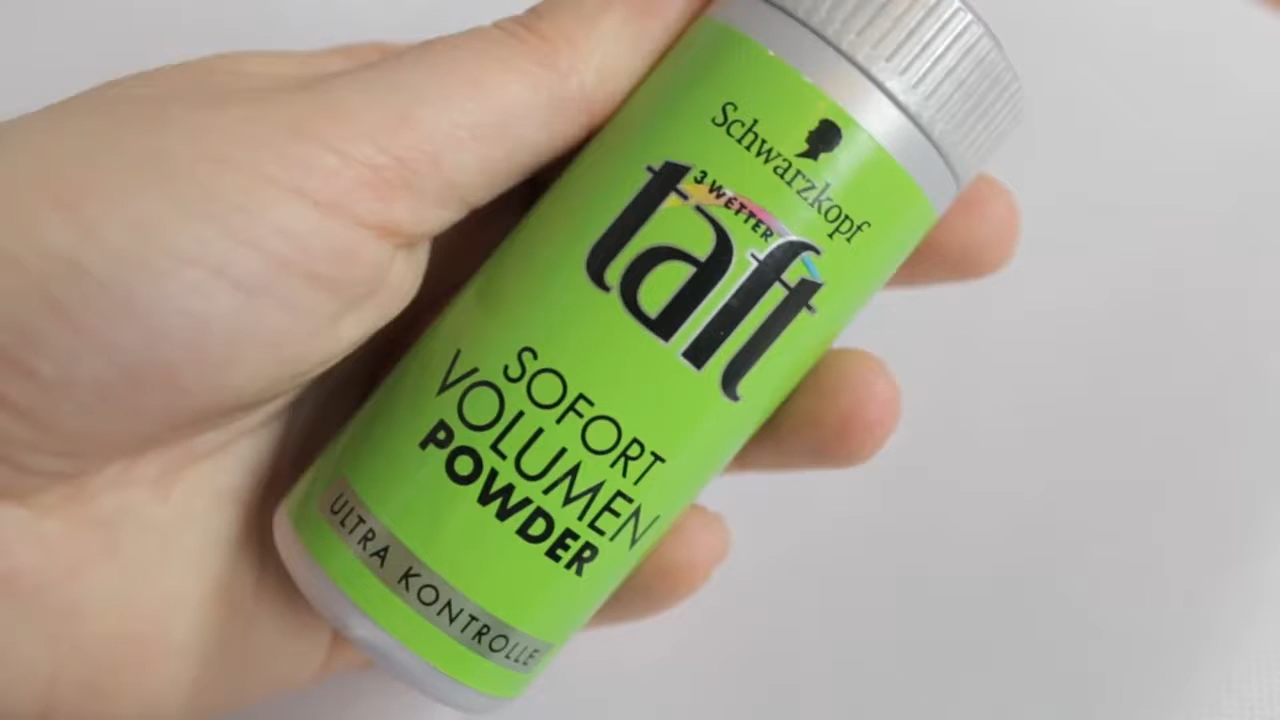 Schwarzkopf
3 WETTER
taft
SOFORT
VOLUMEN
POWDER
ULTRA KONTROLLE